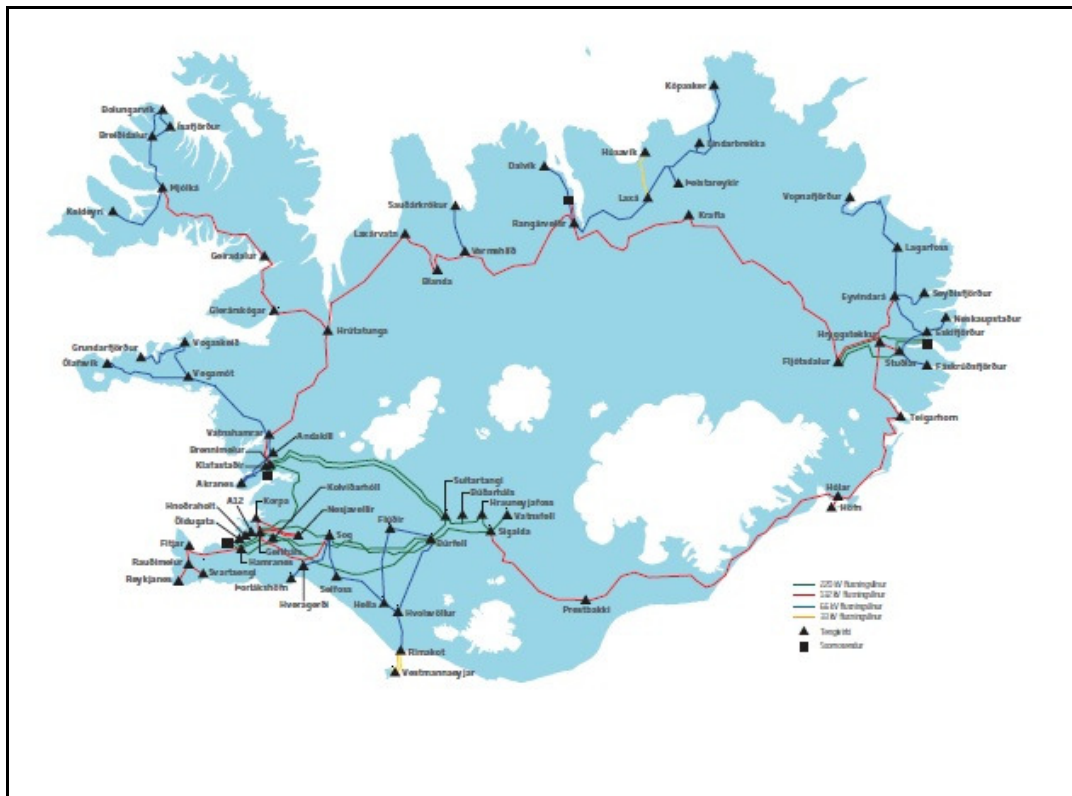 Kópasker
Bolungarvík
Ísafjörður
Breiðidalur
Lindarbrekka
Húsavík
Dalvík
Þeistareykir
Mjólká
Laxá
Vopnafjörður
Sauðárkrókur
Keldeyri
Krafla
Rangárvellir
Laxárvatn
Lagarfoss
Varmahlíð
Geiradalur
Blanda
Seyðisfjörður
Eyvindará
Glerárskógar
Neskaupstaður
Hrútatunga
Eskifjörður
Hryggstekkur
Vogaskeið
Grundarfjörður
Fljótsdalur
Stuðlar
Ólafsvík
Fáskrúðsfjörður
Vegamót
Teigarhorn
Vatnshamrar
Andakíll
Brennimelur
Klafastaðir
Akranes
Sultartangi
Kolviðarhóll
Búðarháls
Hólar
A12
Korpa
Hrauneyjafoss
Hnoðraholt
Nesjavellir
Höfn
Vatnsfell
Öldugata
Flúðir
Sigalda
Sog
Búrfell
Fitjar
Geitháls
Hamranes
Rauðimelur
Svartsengi
Reykjanes
Þorlákshöfn
Selfoss
Hveragerði
Hella
Hvolsvöllur
Prestbakki
Rimakot
Vestmannaeyjar
220 kV flutningslínur
132 kV flutningslínur
66 kV flutningslínur
33 kV flutningslínur